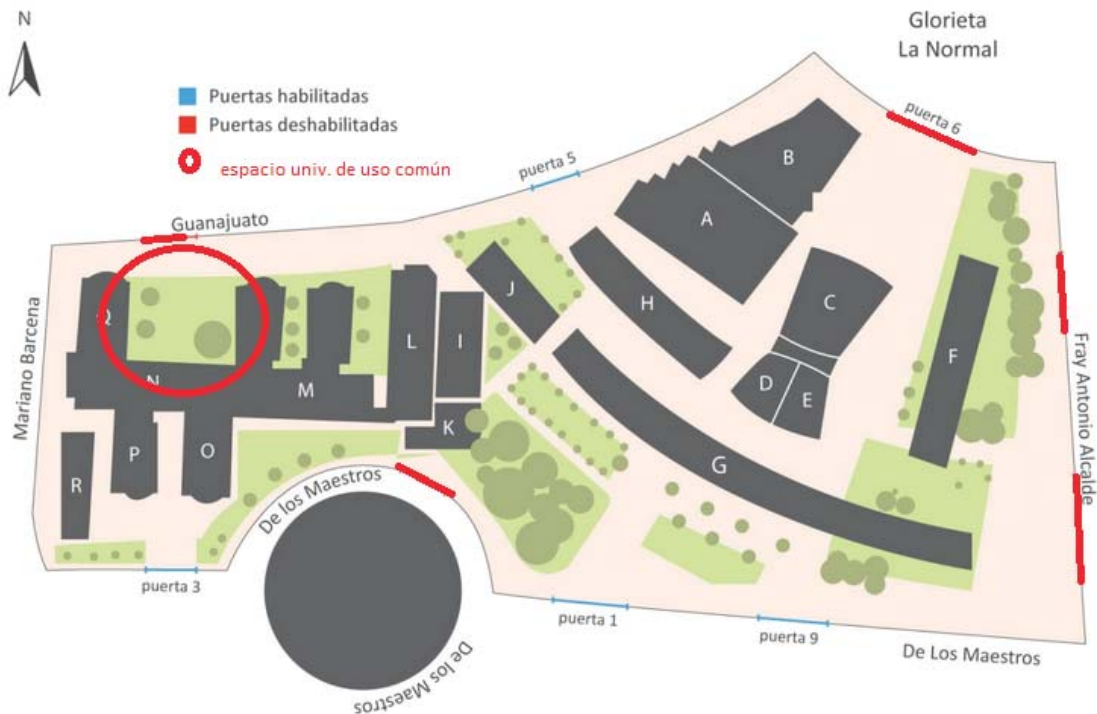 N
Glorieta
La Normal
Puertas habilitadas
Puertas deshabilitadas
espacio univ. de uso común
puerta 6
puerta 5
Guanajuato
Mariano Barcena
Fray Antonio Alcalde
B
A
C
D
E
F
H
J
G
I
L
K
Q
N
M
P
O
R
De los Maestros
puerta 3
puerta 1
puerta 9
De Los Maestros
De los Maestros